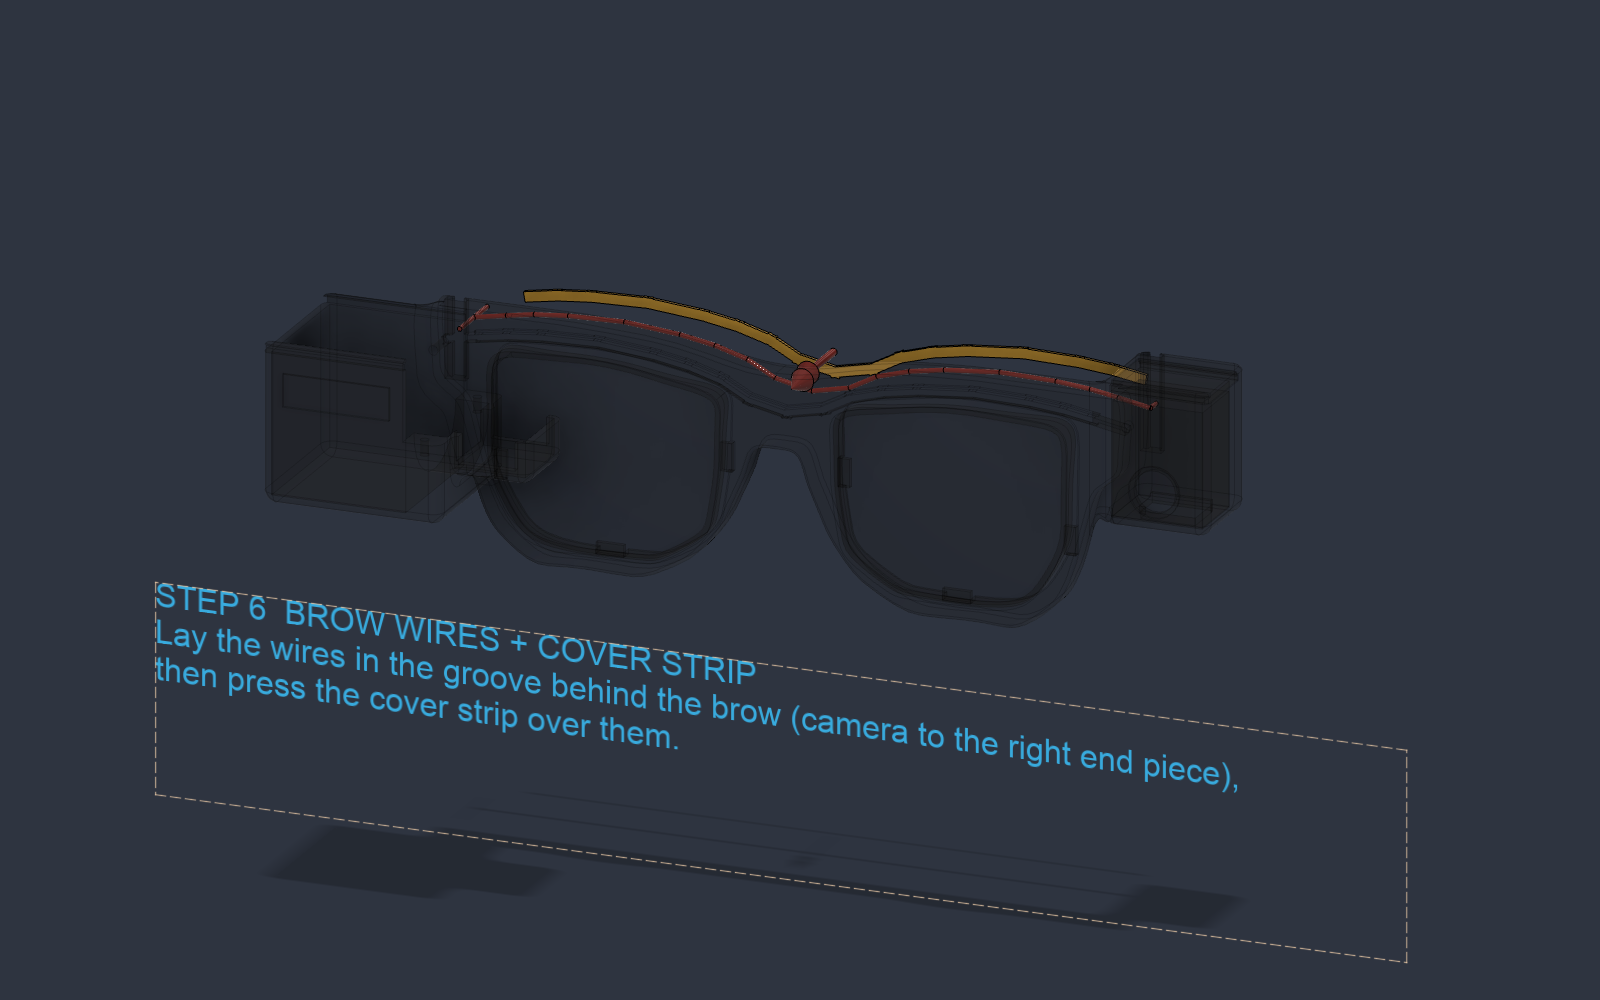 STEP 6  BROW WIRES + COVER STRIP
Lay the wires in the groove behind the brow (camera to the right end piece),
then press the cover strip over them.